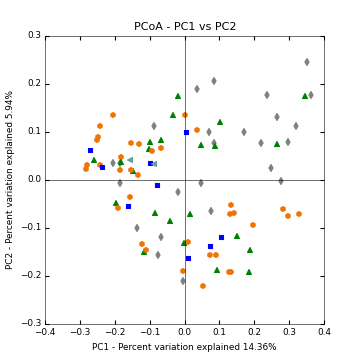 PCoA - PC1 vs PC2
0.3
0.2
0.1
0.0
−0.1
−0.2
−0.3
PC2 - Percent variation explained 5.94%
−0.4 −0.3 −0.2 −0.1 0.0 0.1 0.2 0.3 0.4
PC1 - Percent variation explained 14.36%